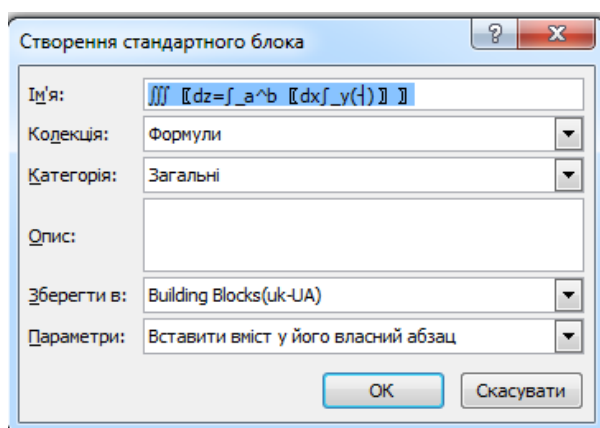 Створення стандартного блока
Ім'я: ∭ 〖dz=∫_a^b 〖dx∫_y(┤)〗 〗
Колекція: Формули
Категорія: Загальні
Опис:
Зберегти в: Building Blocks(uk-UA)
Параметри: Вставити вміст у його власний абзац
ОК Скасувати